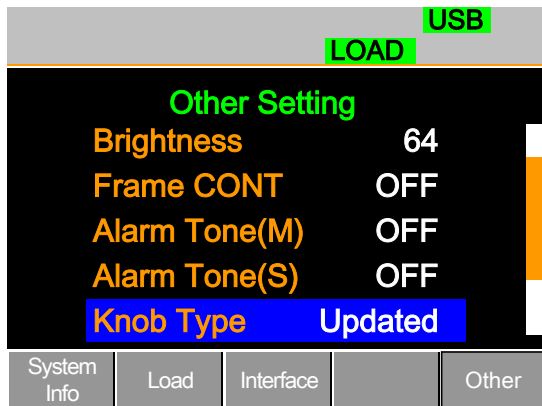 USB
LOAD
Other Setting
Brightness 64
Frame CONT OFF
Alarm Tone(M) OFF
Alarm Tone(S) OFF
Knob Type Updated
System
Info
Load
Interface
Other